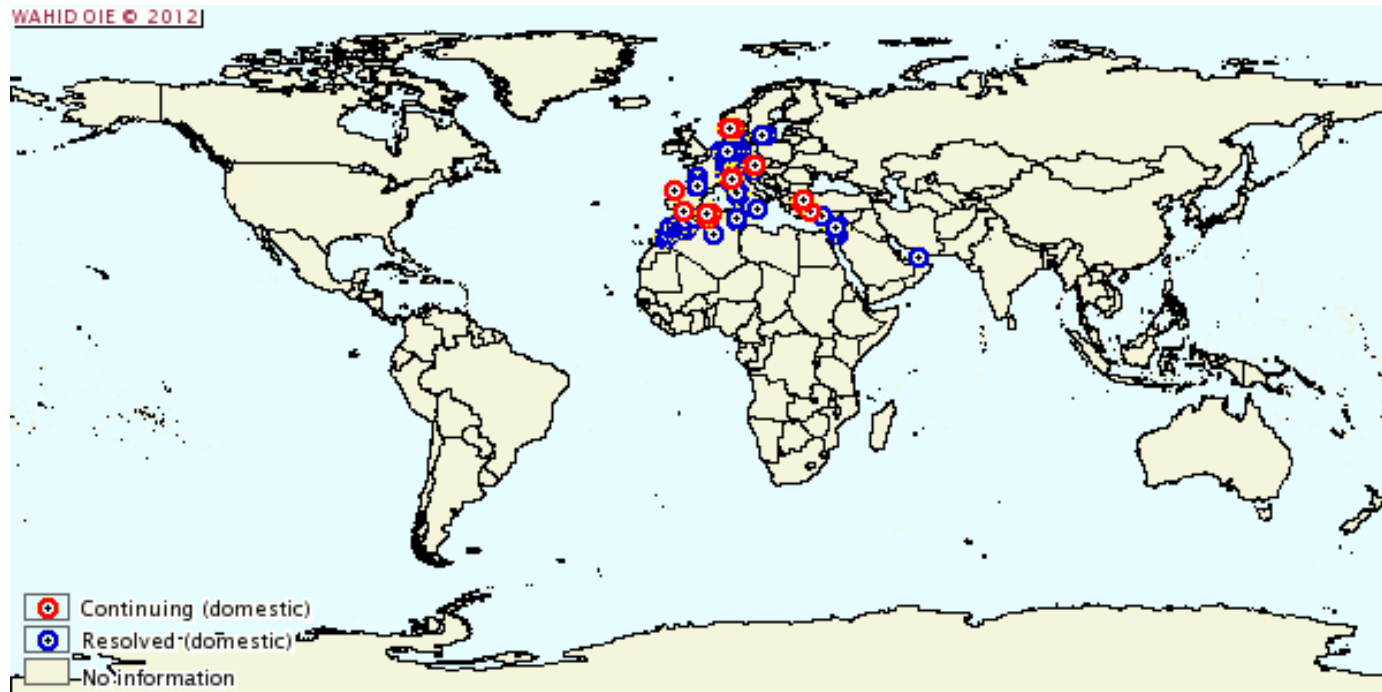 WAHID OIE © 2012
Continuing (domestic)
Resolved (domestic)
No information